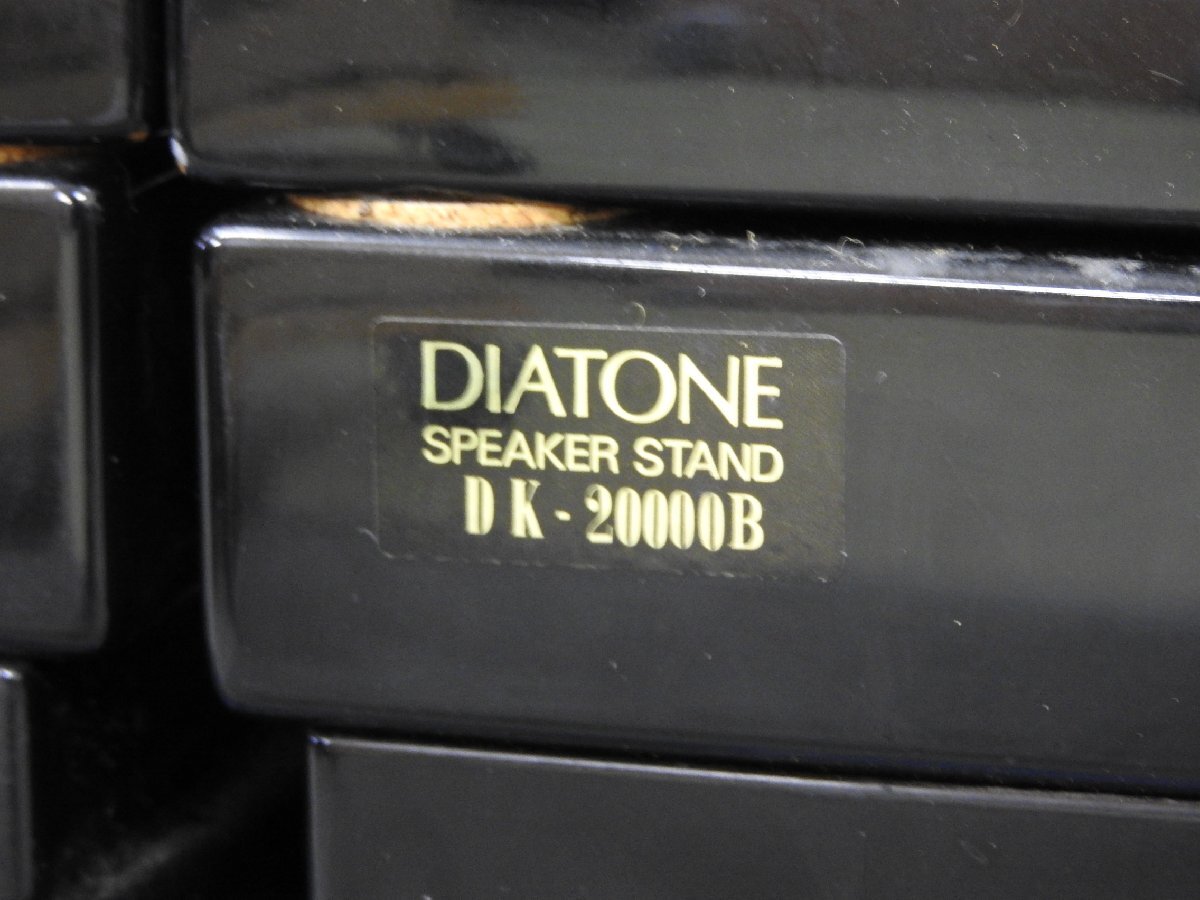 DIATONE
SPEAKER STAND
DK-20000B